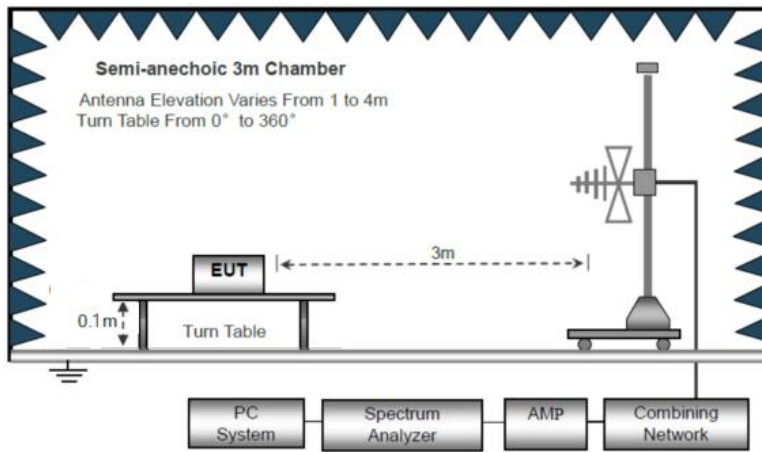 Semi-anechoic 3m Chamber
Antenna Elevation Varies From 1 to 4m
Turn Table From 0° to 360°
3m
EUT
0.1m
Turn Table
PC
System
Spectrum
Analyzer
AMP
Combining
Network